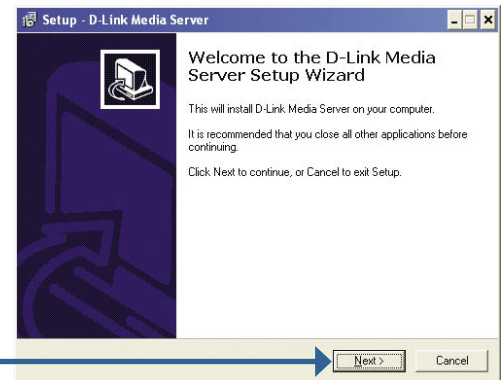 Setup - D-Link Media Server
Welcome to the D-Link Media
Server Setup Wizard
This will install D-Link Media Server on your computer.
It is recommended that you close all other applications before
continuing.
Click Next to continue, or Cancel to exit Setup.
Next >
Cancel